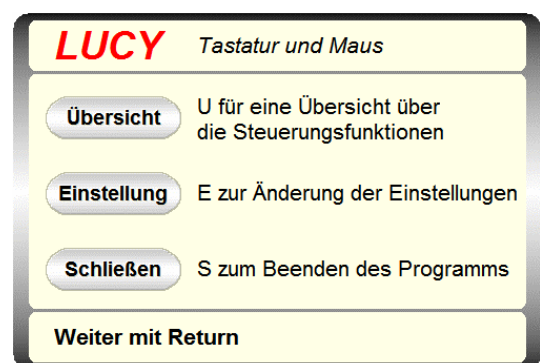 LUCY Tastatur und Maus
Übersicht U für eine Übersicht über
die Steuerungsfunktionen
Einstellung E zur Änderung der Einstellungen
Schließen S zum Beenden des Programms
Weiter mit Return